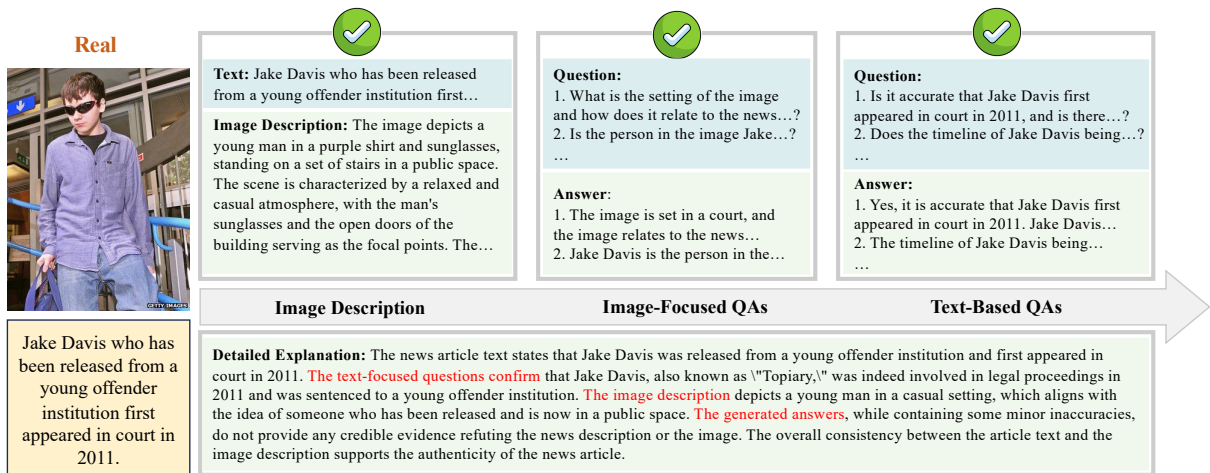 Real
GETTY IMAGES
Jake Davis who has
been released from a
young offender
institution first
appeared in court in
2011.
Text: Jake Davis who has been released
from a young offender institution first…
Image Description: The image depicts a
young man in a purple shirt and sunglasses,
standing on a set of stairs in a public space.
The scene is characterized by a relaxed and
casual atmosphere, with the man's
sunglasses and the open doors of the
building serving as the focal points. The…
Question:
1. What is the setting of the image
and how does it relate to the news…?
2. Is the person in the image Jake…?
…
Answer:
1. The image is set in a court, and
the image relates to the news…
2. Jake Davis is the person in the…
Question:
1. Is it accurate that Jake Davis first
appeared in court in 2011, and is there…?
2. Does the timeline of Jake Davis being…?
…
Answer:
1. Yes, it is accurate that Jake Davis first
appeared in court in 2011. Jake Davis…
2. The timeline of Jake Davis being…
…
Image Description
Image-Focused QAs
Text-Based QAs
Detailed Explanation: The news article text states that Jake Davis was released from a young offender institution and first appeared in
court in 2011. The text-focused questions confirm that Jake Davis, also known as \"Topiary,\" was indeed involved in legal proceedings in
2011 and was sentenced to a young offender institution. The image description depicts a young man in a casual setting, which aligns with
the idea of someone who has been released and is now in a public space. The generated answers, while containing some minor inaccuracies,
do not provide any credible evidence refuting the news description or the image. The overall consistency between the article text and the
image description supports the authenticity of the news article.